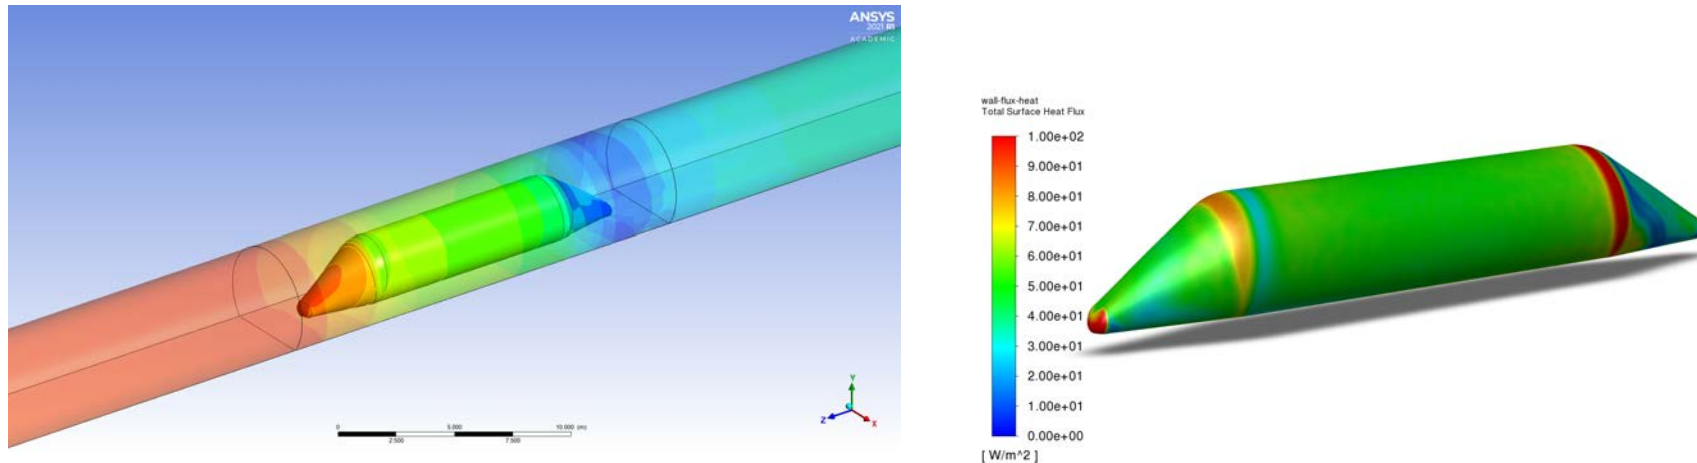 ANSYS
2021 R1
ACADEMIC
Y
Z
X
0
5.000
10.000 (m)
2.500
7.500
wall-flux-heat
Total Surface Heat Flux
1.00e+02
9.00e+01
8.00e+01
7.00e+01
6.00e+01
5.00e+01
4.00e+01
3.00e+01
2.00e+01
1.00e+01
0.00e+00
[ W/m^2 ]